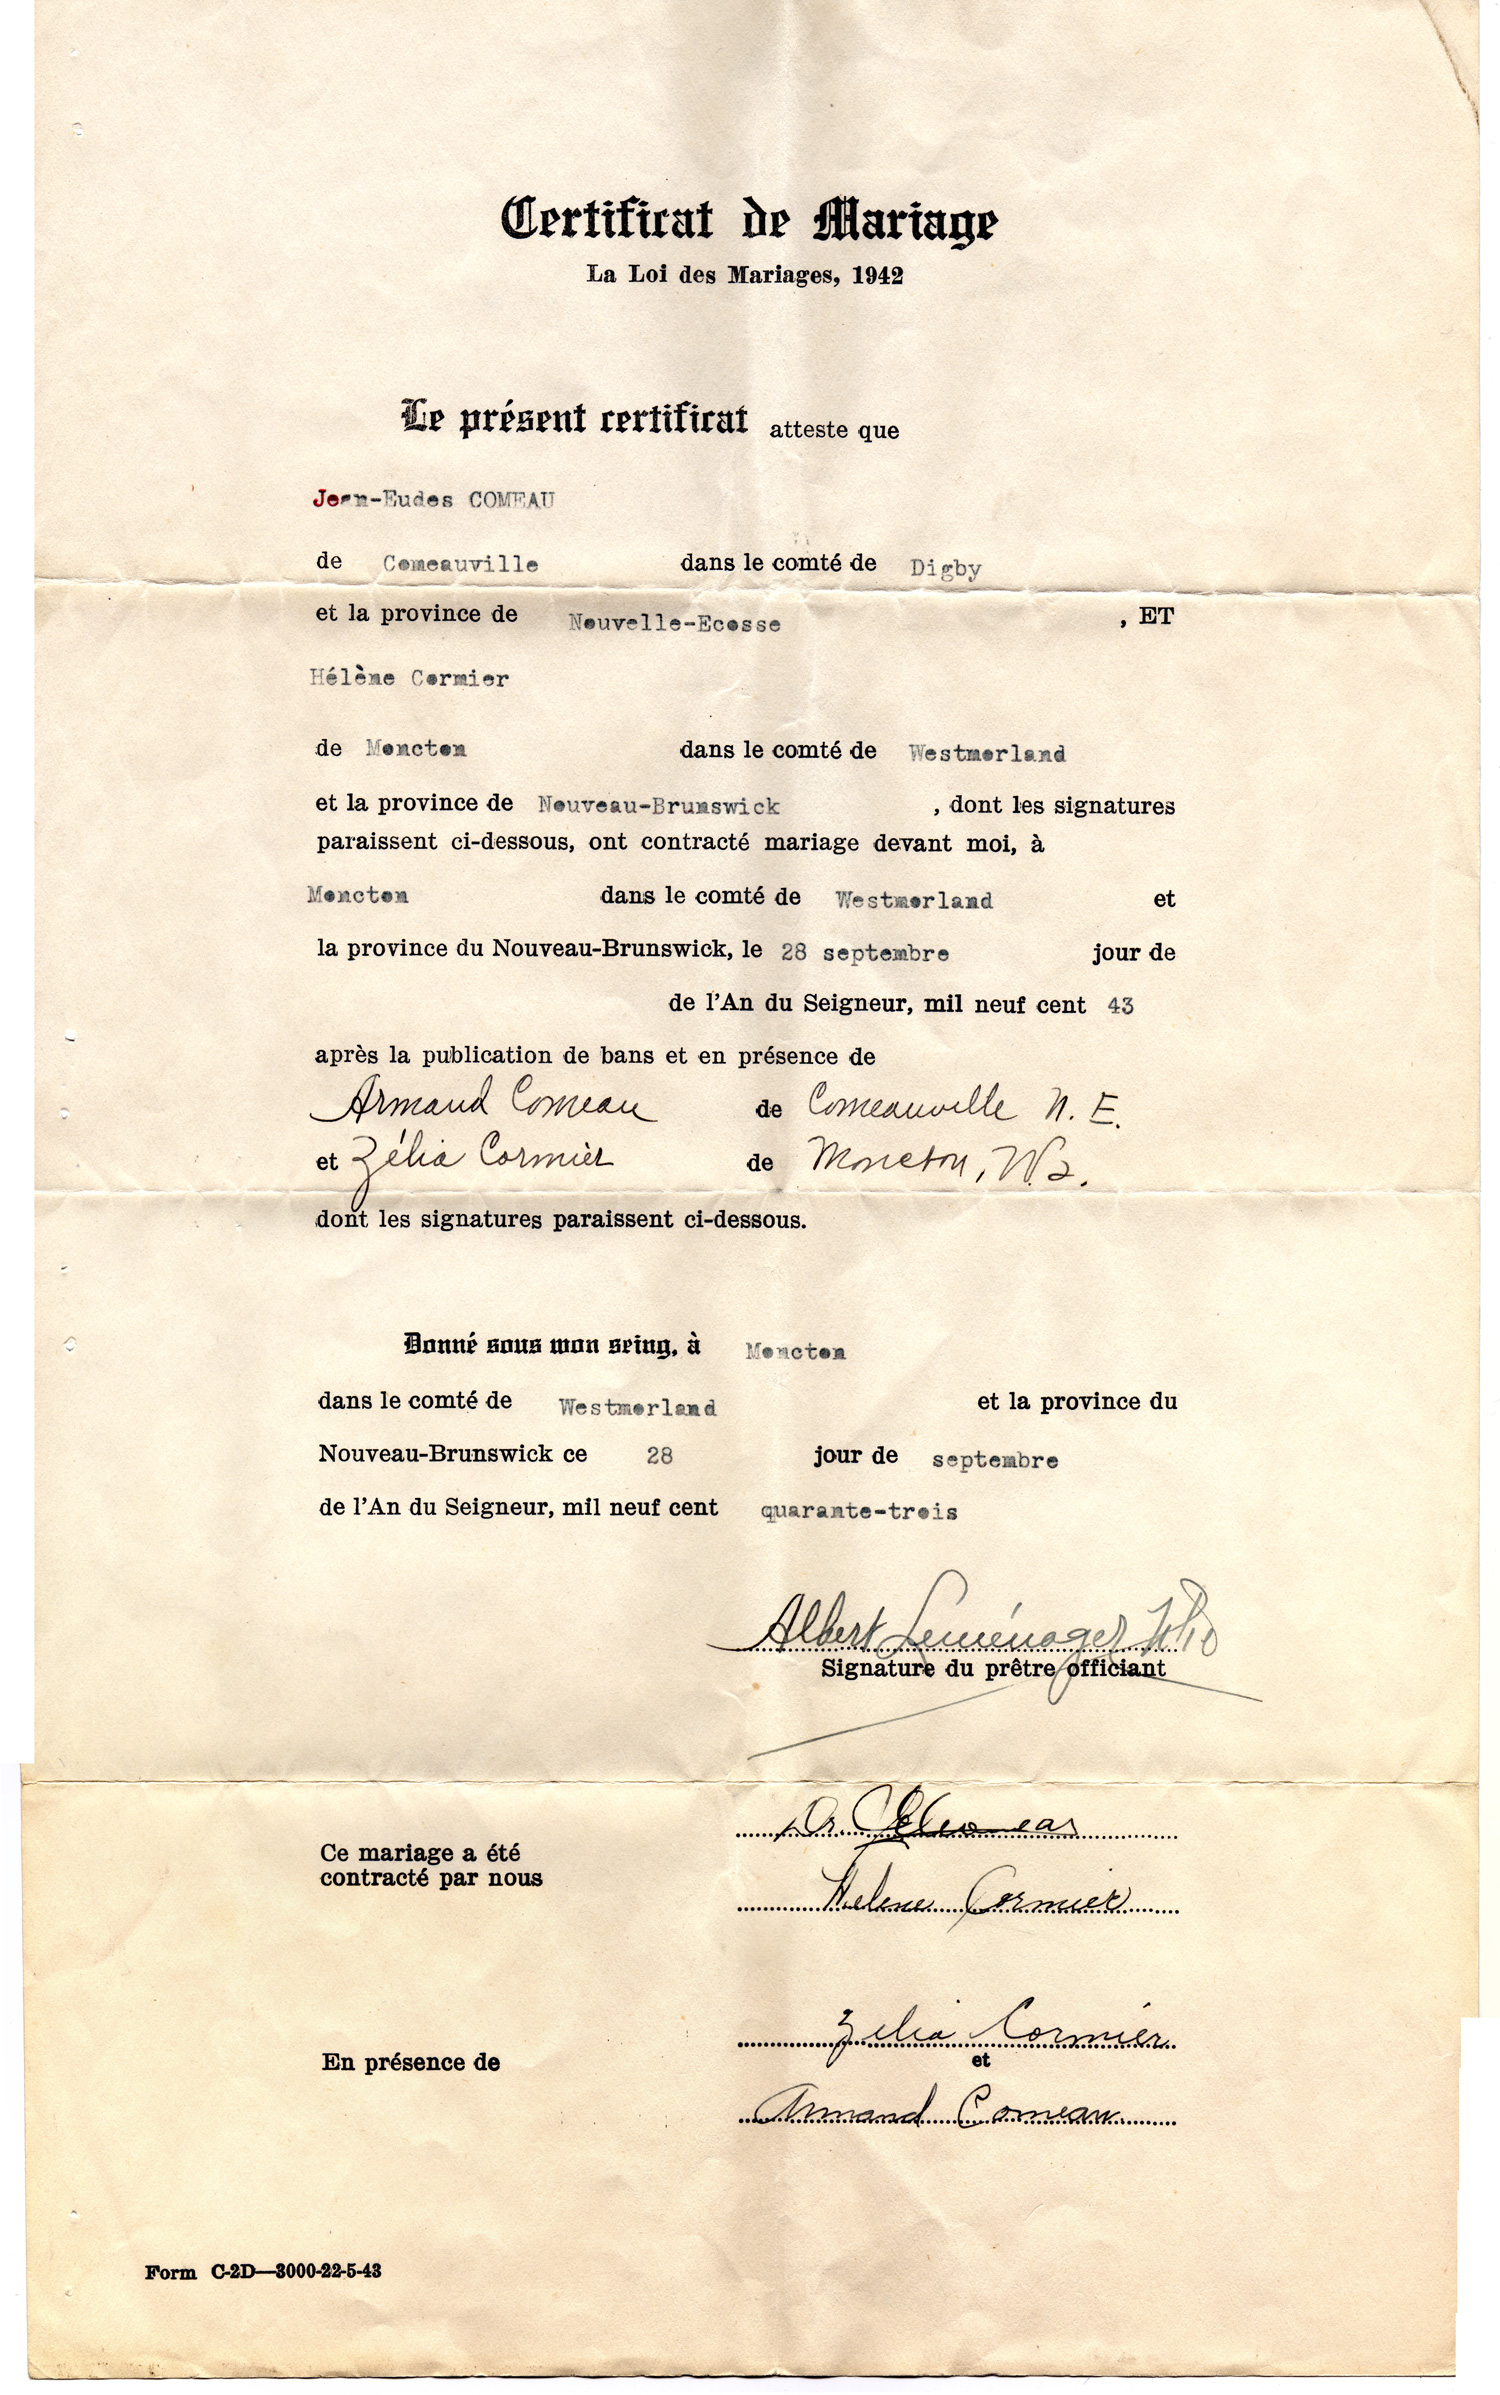 Certificat de Mariage
La Loi des Mariages, 1942
Le présent certificat atteste que
Jean-Eudes COMEAU
de Comeauville dans le comté de Digby
et la province de Nouvelle-Ecosse , ET
Hélène Cormier
de Moncton dans le comté de Westmorland
et la province de Nouveau-Brunswick , dont les signatures
paraissent ci-dessous, ont contracté mariage devant moi, à
Moncton dans le comté de Westmorland et
la province du Nouveau-Brunswick, le 28 septembre jour de
de l'An du Seigneur, mil neuf cent 43
après la publication de bans et en présence de
Armand Comeau de Comeauville N. E.
et Zélia Cormier de Moncton,
dont les signatures paraissent ci-dessous.
Donné sous mon seing, à Moncton
dans le comté de Westmorland et la province du
Nouveau-Brunswick ce 28 jour de septembre
de l'An du Seigneur, mil neuf cent quarante-trois
Albert Leménager
Signature du prêtre officiant
Dr.
Ce mariage a été
contracté par nous
Helene Cormier
Zelia Cormier
En présence de
et
Armand Comeau
Form C-2D—3000-22-5-43